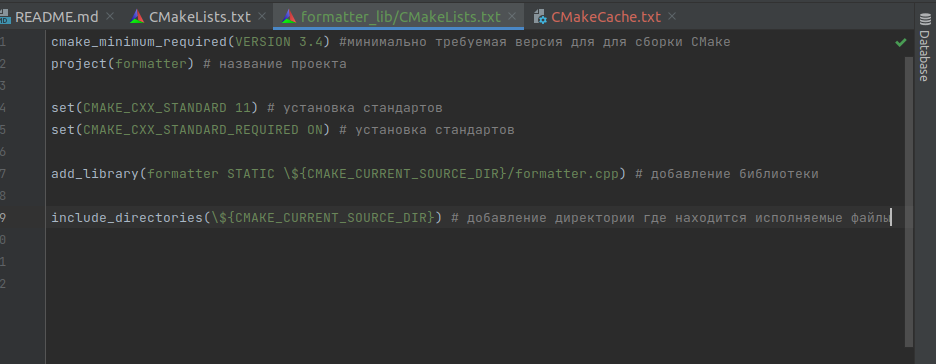 README.md CMakeLists.txt formatter_lib/CMakeLists.txt CMakeCache.txt
Database
1 cmake_minimum_required(VERSION 3.4) #минимально требуемая версия для для сборки CMake
2 project(formatter) # название проекта
3
4 set(CMAKE_CXX_STANDARD 11) # установка стандартов
5 set(CMAKE_CXX_STANDARD_REQUIRED ON) # установка стандартов
6
7 add_library(formatter STATIC \${CMAKE_CURRENT_SOURCE_DIR}/formatter.cpp) # добавление библиотеки
8
9 include_directories(\${CMAKE_CURRENT_SOURCE_DIR}) # добавление директории где находится исполняемые файлы
0
1
2